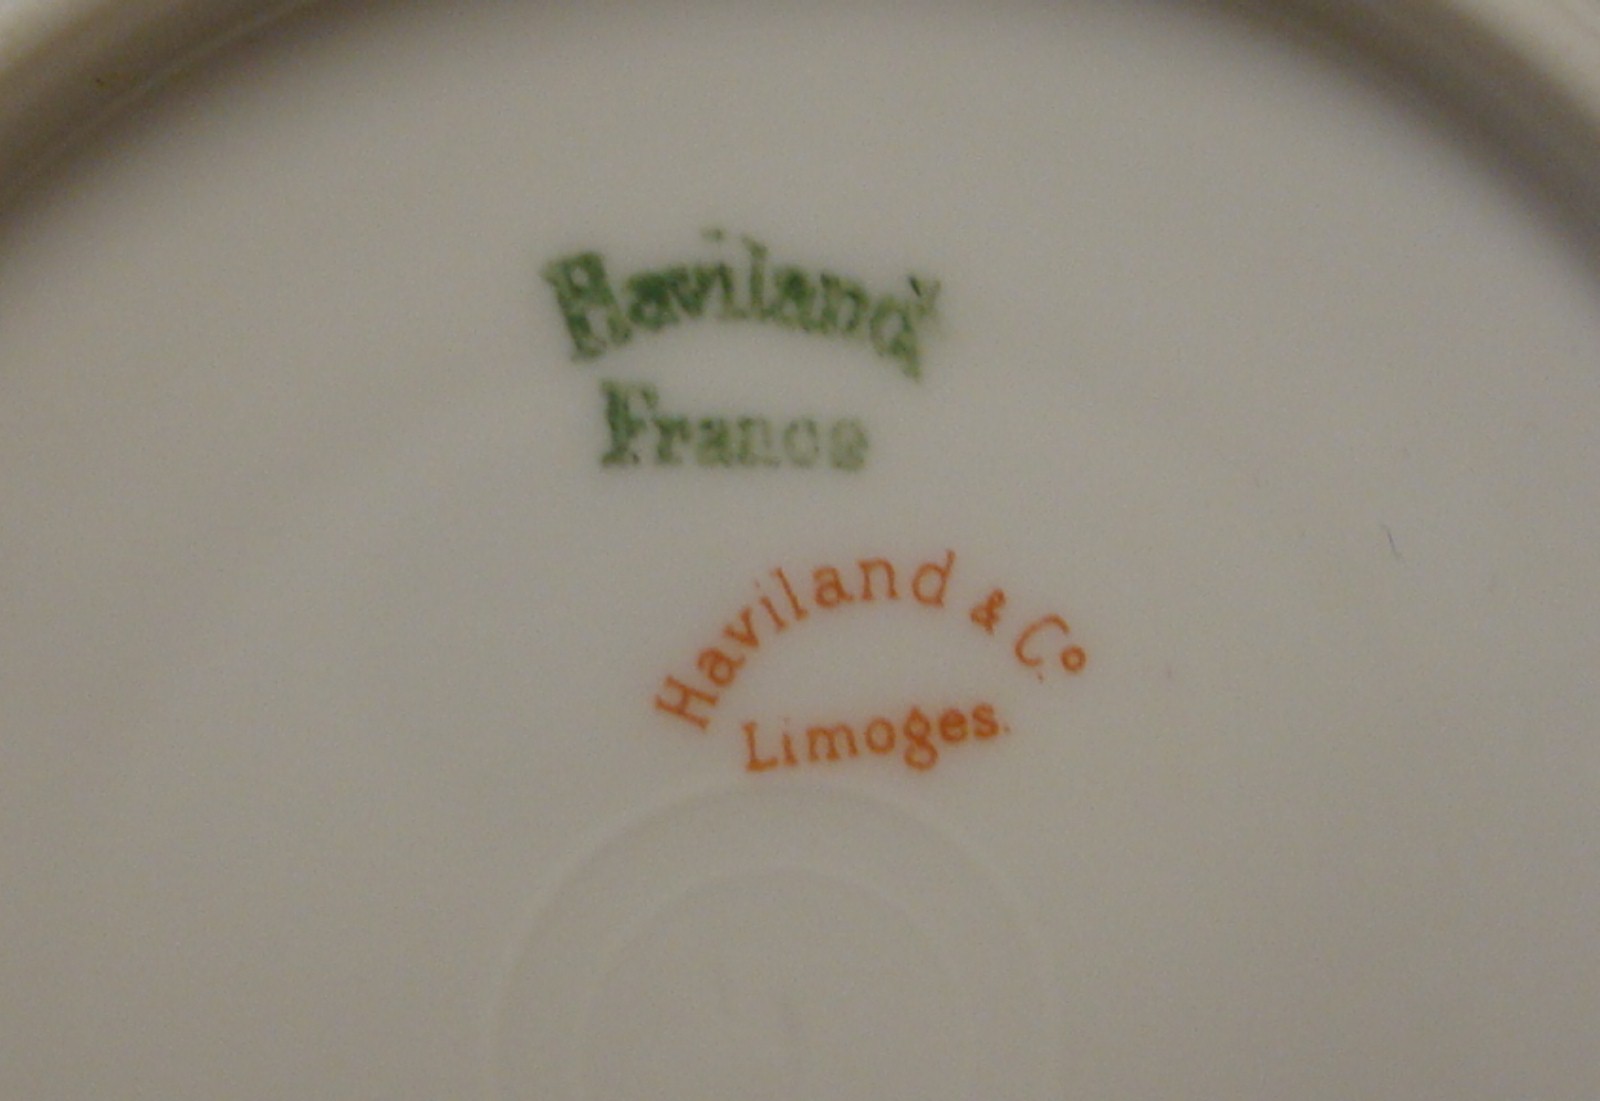 Haviland
France
Haviland & Co
Limoges.